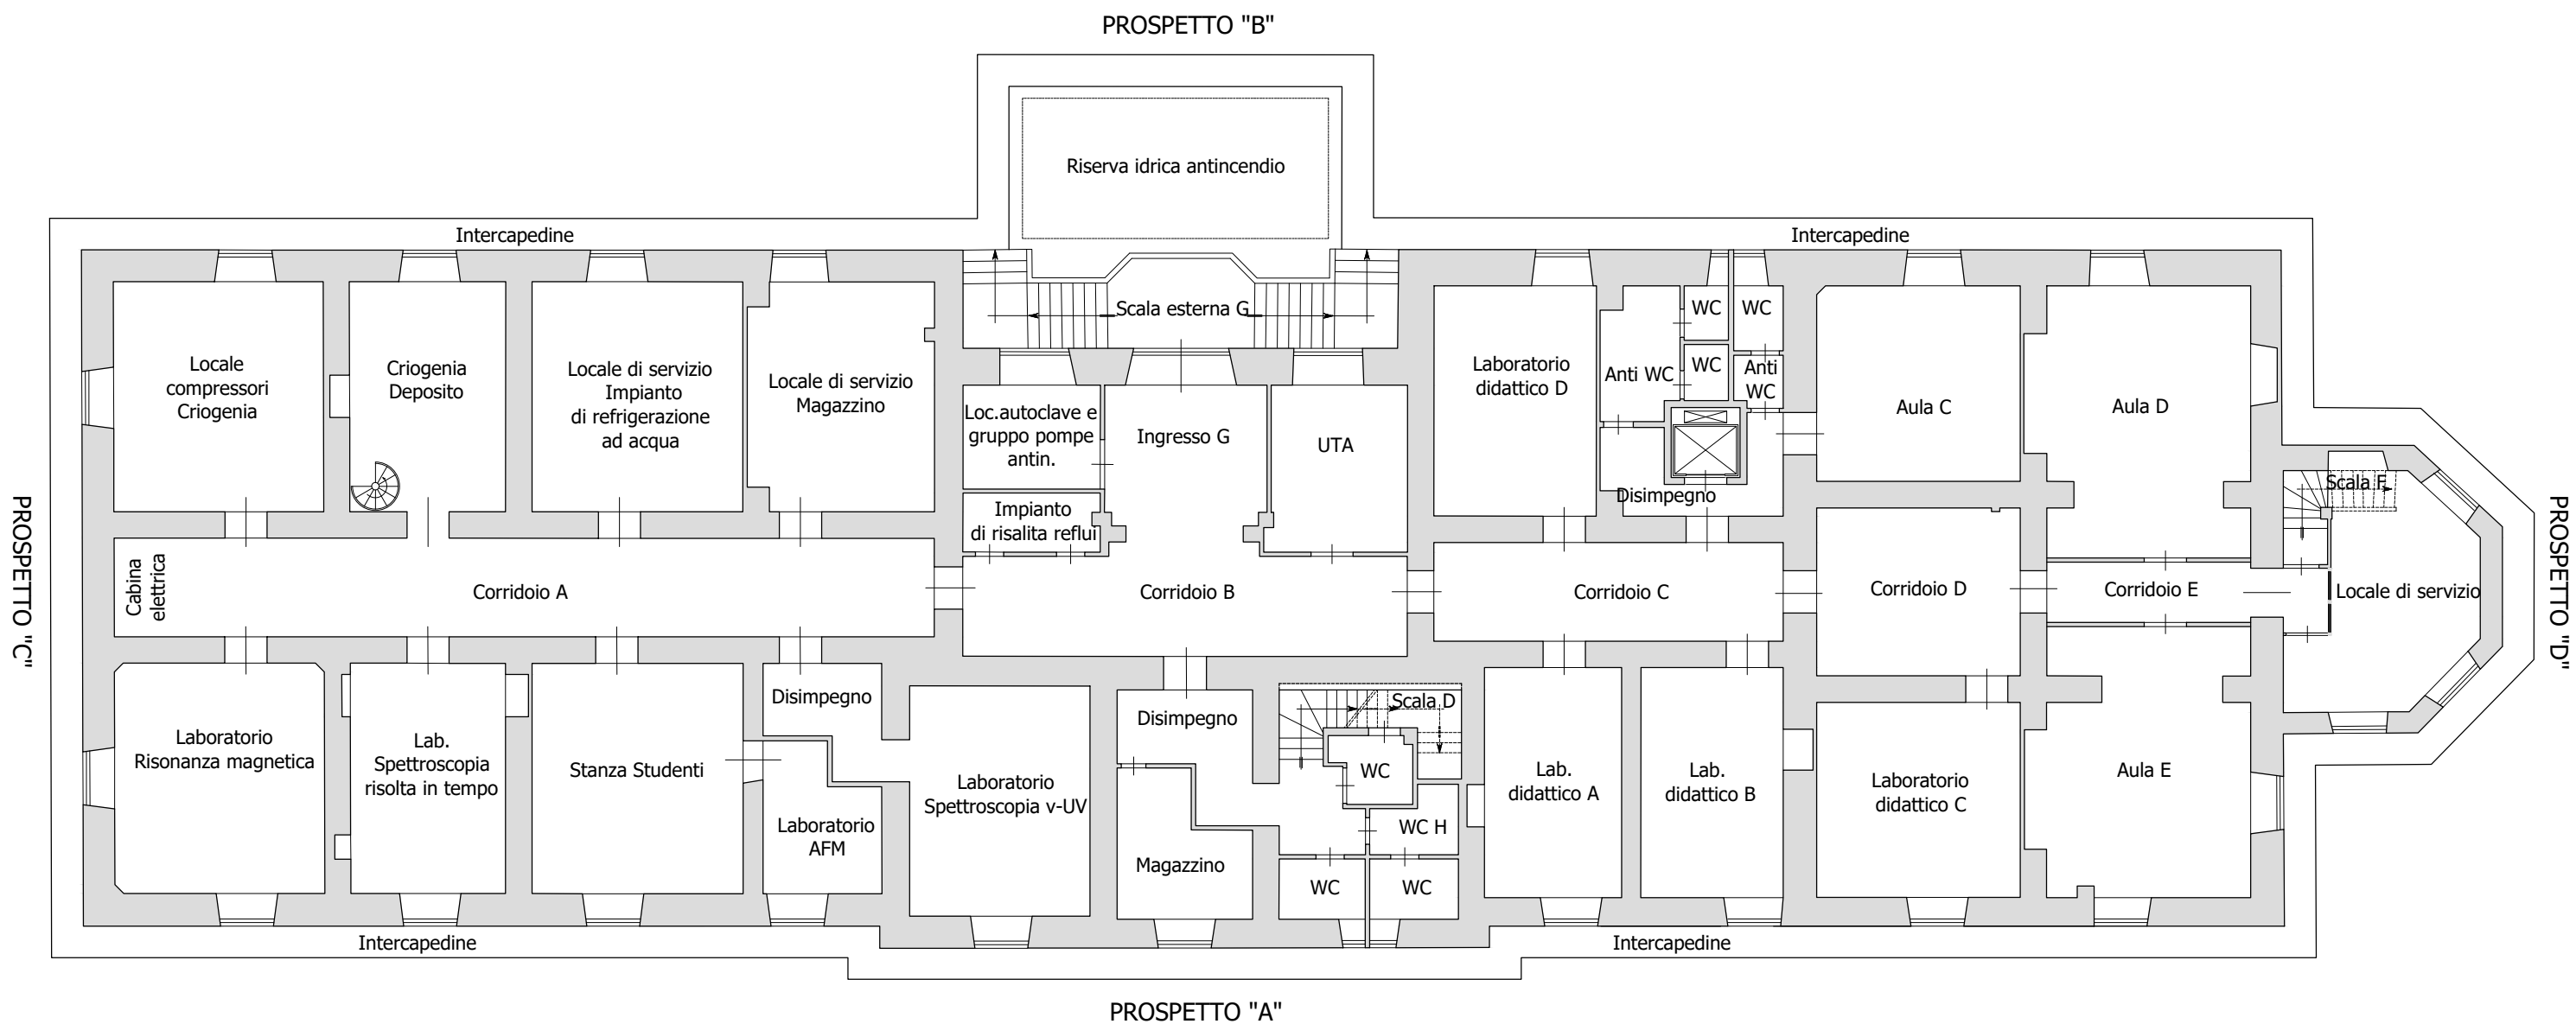 PROSPETTO "B"
Riserva idrica antincendio
Intercapedine
Intercapedine
Scala esterna G
Locale
compressori
Criogenia
Criogenia
Deposito
Locale di servizio
Impianto
di refrigerazione
ad acqua
Locale di servizio
Magazzino
Loc.autoclave e
gruppo pompe
antin.
Ingresso G
UTA
Impianto
di risalita reflui
Laboratorio
didattico D
Anti WC
WC
WC
WC
Anti
WC
Disimpegno
Aula C
Aula D
Scala F
PROSPETTO "C"
Cabina
elettrica
Corridoio A
Corridoio B
Corridoio C
Corridoio D
Corridoio E
Locale di servizio
PROSPETTO "D"
Laboratorio
Risonanza magnetica
Lab.
Spettroscopia
risolta in tempo
Stanza Studenti
Disimpegno
Laboratorio
AFM
Laboratorio
Spettroscopia v-UV
Disimpegno
Magazzino
Scala D
WC
WC H
WC
WC
Lab.
didattico A
Lab.
didattico B
Laboratorio
didattico C
Aula E
Intercapedine
Intercapedine
PROSPETTO "A"